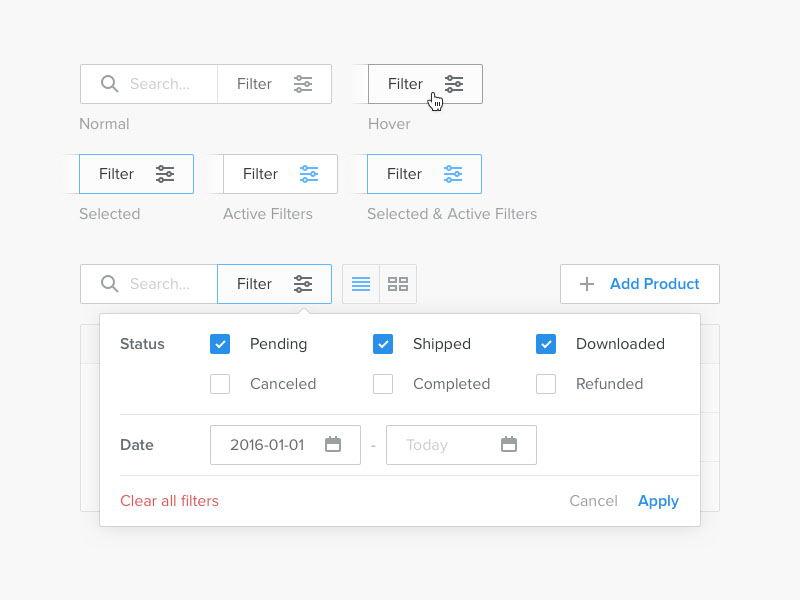 Search... Filter Filter
Normal Hover
Filter Filter Filter
Selected Active Filters Selected & Active Filters
Search... Filter + Add Product
Status Pending Shipped Downloaded
Canceled Completed Refunded
Date 2016-01-01 - Today
Clear all filters Cancel Apply